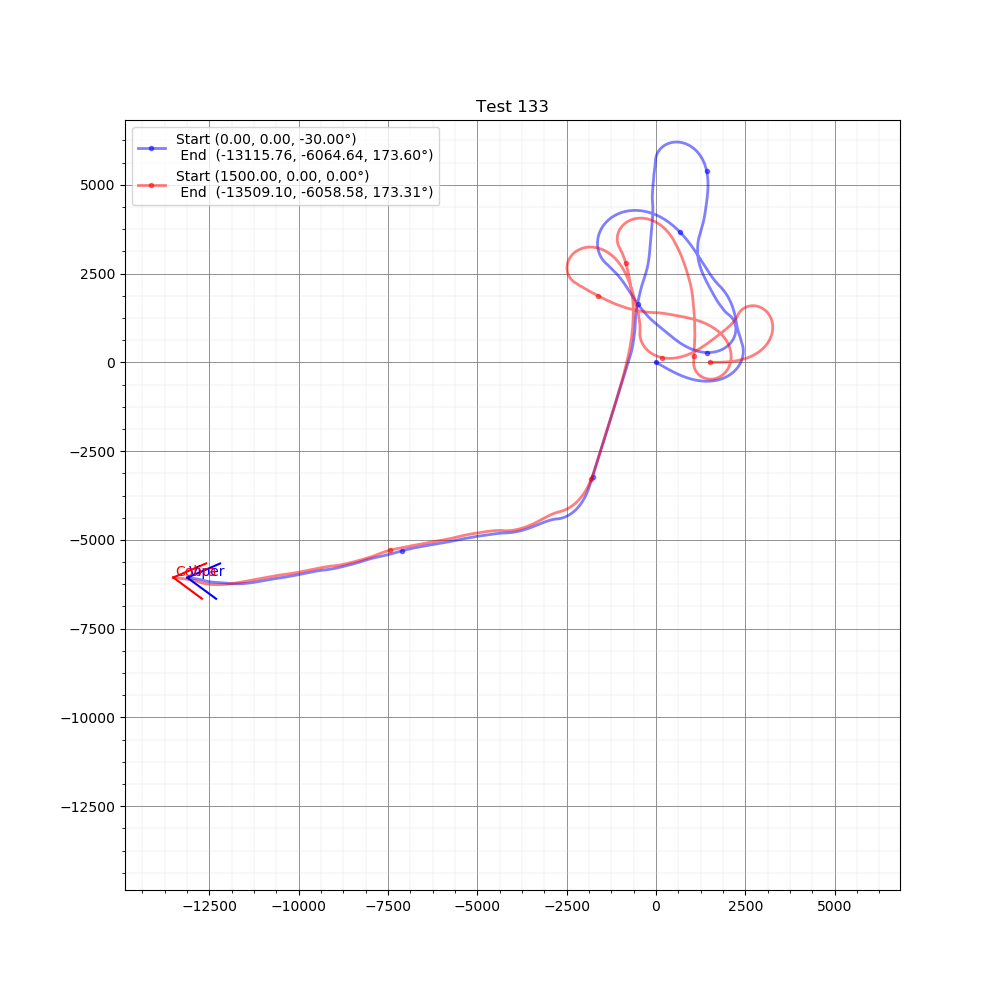 Test 133
Start (0.00, 0.00, -30.00°)
End (-13115.76, -6064.64, 173.60°)
Start (1500.00, 0.00, 0.00°)
End (-13509.10, -6058.58, 173.31°)
5000
2500
0
−2500
−5000
−7500
−10000
−12500
−12500 −10000 −7500 −5000 −2500 0 2500 5000